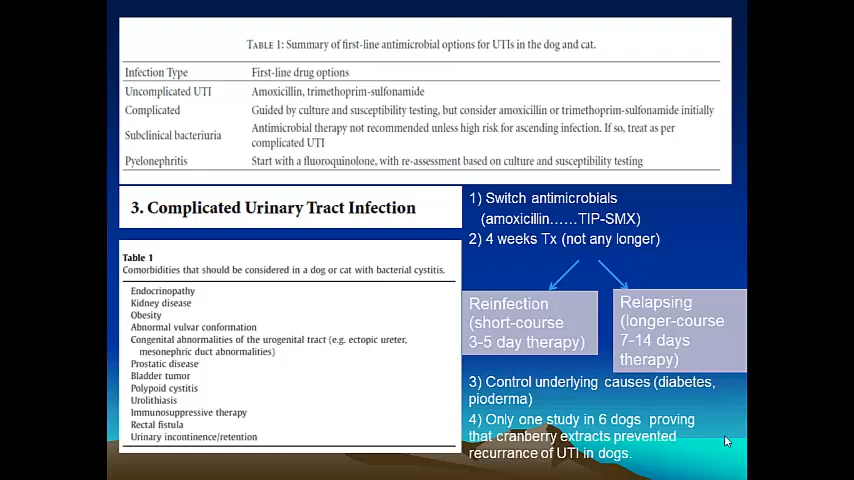 TABLE 1: Summary of first-line antimicrobial options for UTIs in the dog and cat.
Infection Type First-line drug options
Uncomplicated UTI Amoxicillin, trimethoprim-sulfonamide
Complicated Guided by culture and susceptibility testing, but consider amoxicillin or trimethoprim-sulfonamide initially
Subclinical bacteriuria Antimicrobial therapy not recommended unless high risk for ascending infection. If so, treat as per
complicated UTI
Pyelonephritis Start with a fluoroquinolone, with re-assessment based on culture and susceptibility testing
3. Complicated Urinary Tract Infection
Table 1
Comorbidities that should be considered in a dog or cat with bacterial cystitis.
Endocrinopathy
Kidney disease
Obesity
Abnormal vulvar conformation
Congenital abnormalities of the urogenital tract (e.g. ectopic ureter,
mesonephric duct abnormalities)
Prostatic disease
Bladder tumor
Polypoid cystitis
Urolithiasis
Immunosuppressive therapy
Rectal fistula
Urinary incontinence/retention
1) Switch antimicrobials
(amoxicillin......TIP-SMX)
2) 4 weeks Tx (not any longer)
Reinfection
(short-course
3-5 day therapy)
Relapsing
(longer-course
7-14 days
therapy)
3) Control underlying causes (diabetes,
pioderma)
4) Only one study in 6 dogs proving
that cranberry extracts prevented
recurrance of UTI in dogs.